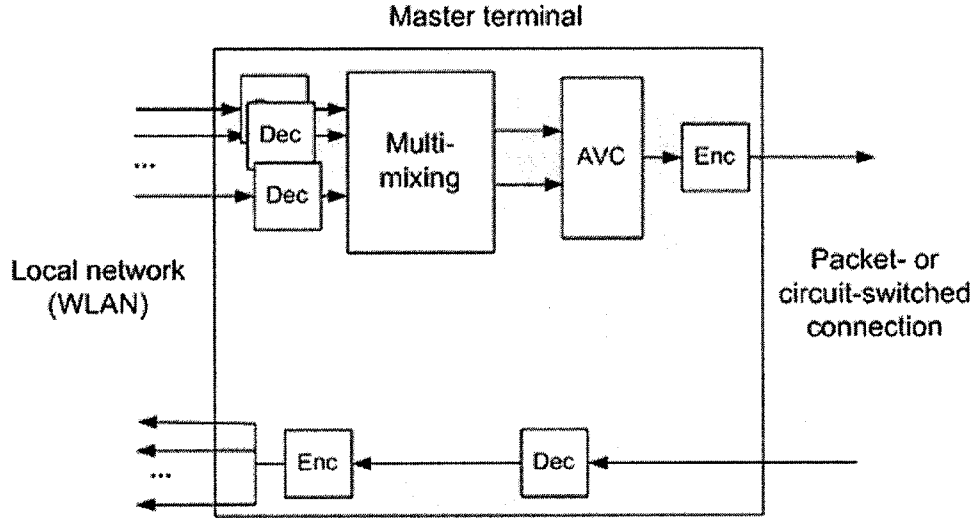 Master terminal
Dec
Dec
Multi-
mixing
AVC
Enc
...
Local network
(WLAN)
Packet- or
circuit-switched
connection
Enc
Dec
...